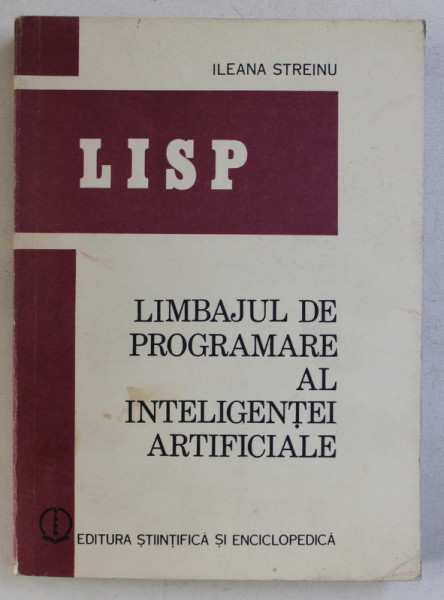 ILEANA STREINU
LISP
LIMBAJUL DE
PROGRAMARE
AL
INTELIGENȚEI
ARTIFICIALE
EDITURA ȘTIINȚIFICĂ ȘI ENCICLOPEDICĂ